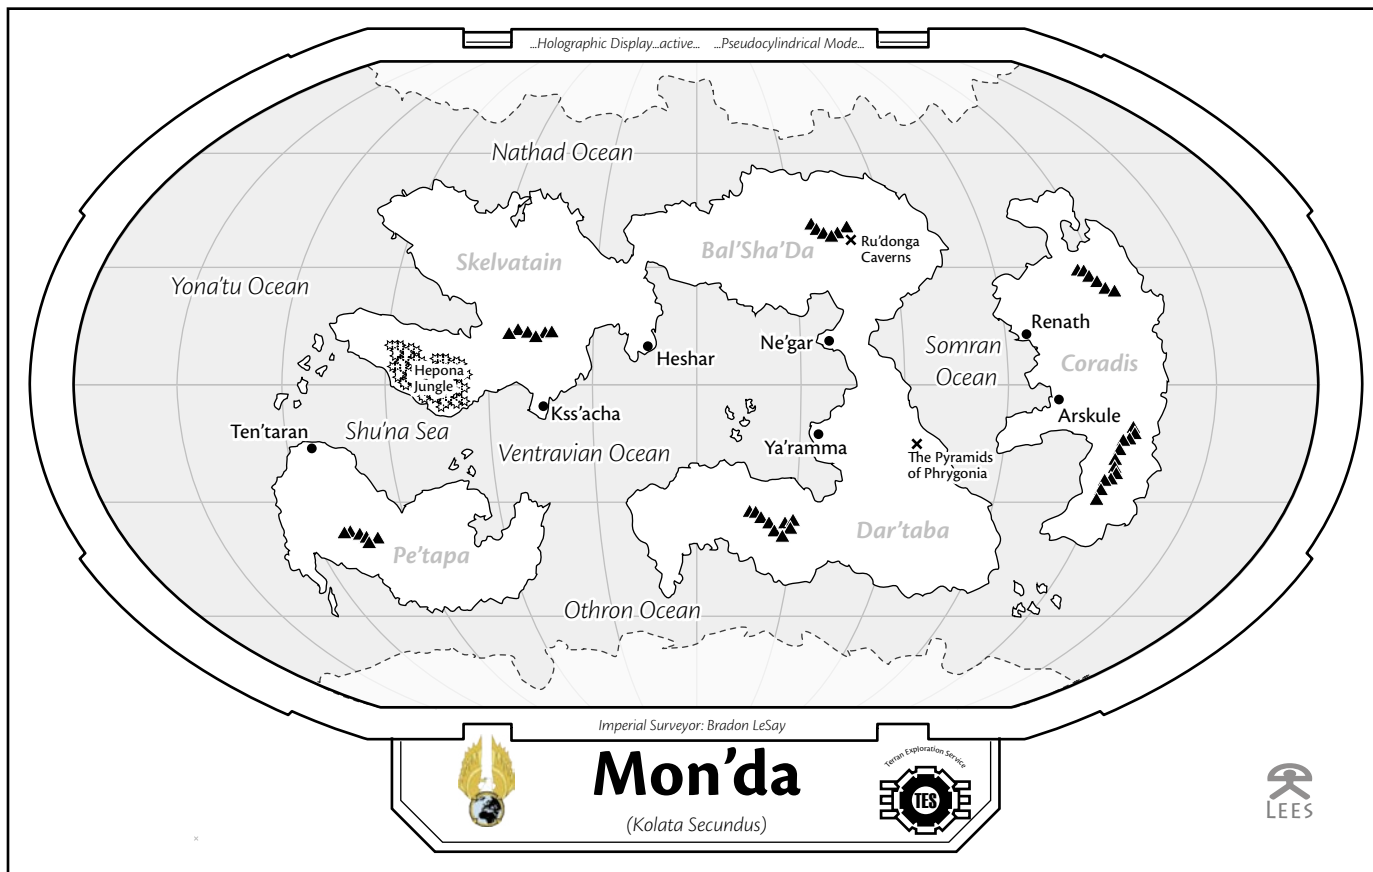 ...Holographic Display...active... ...Pseudocylindrical Mode...
Nathad Ocean
Skelvatain
Bal'Sha'Da
Ru'donga
Caverns
Yona'tu Ocean
Renath
Ne'gar
Heshar
Somran
Ocean
Coradis
Hepona
Jungle
Kss'acha
Arskule
Ten'taran
Shu'na Sea
Ventravian Ocean
Ya'ramma
The Pyramids
of Phrygonia
Dar'taba
Pe'tapa
Othron Ocean
Imperial Surveyor: Bradon LeSay
Mon'da
(Kolata Secundus)
Terran Exploration Service
TES
LEES